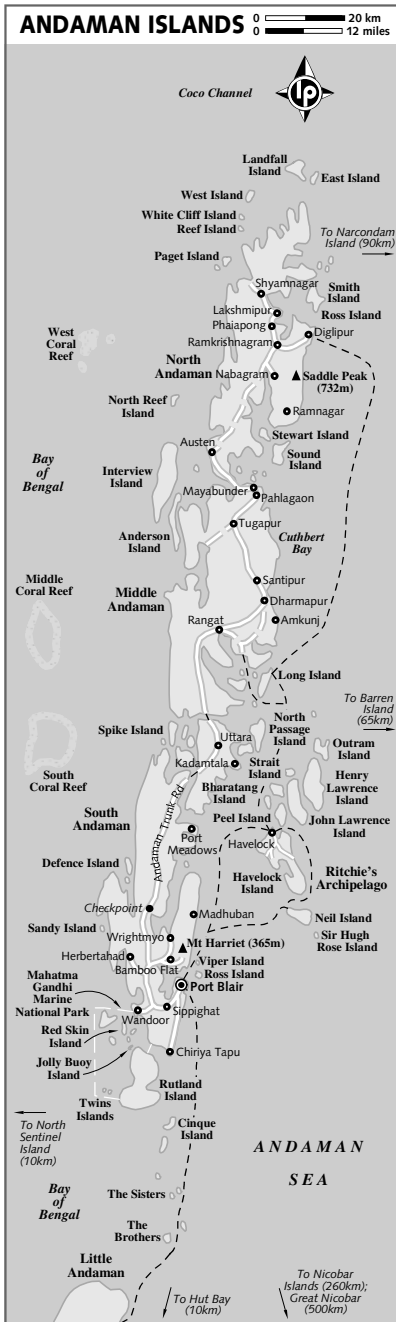 ANDAMAN ISLANDS
0 20 km
0 12 miles
Coco Channel
lp
Landfall
Island
East Island
West Island
White Cliff Island
Reef Island
To Narcondam
Island (90km)
Paget Island
Shyamnagar
Smith
Island
Lakshmipur
Ross Island
Phaiapong
Diglipur
West
Coral
Reef
Ramkrishnagram
North
Andaman
Nabagram
Saddle Peak
(732m)
North Reef
Island
Ramnagar
Stewart Island
Austen
Sound
Island
Bay
of
Bengal
Interview
Island
Mayabunder
Pahlagaon
Tugapur
Anderson
Island
Cuthbert
Bay
Middle
Coral Reef
Santipur
Middle
Andaman
Dharmapur
Rangat
Amkunj
Long Island
To Barren
Island
(65km)
North
Passage
Island
Spike Island
Uttara
Outram
Island
Kadamtala
Strait
Island
South
Coral Reef
Henry
Lawrence
Island
Bharatang
Island
Andaman Trunk Rd
South
Andaman
Peel Island
John Lawrence
Island
Port
Meadows
Havelock
Defence Island
Havelock
Island
Ritchie's
Archipelago
Checkpoint
Madhuban
Neil Island
Sandy Island
Wrightmyo
Sir Hugh
Rose Island
Mt Harriet (365m)
Herbertahad
Bamboo Flat
Viper Island
Ross Island
Mahatma
Gandhi
Marine
National Park
Port Blair
Wandoor
Sippighat
Red Skin
Island
Jolly Buoy
Island
Chiriya Tapu
Rutland
Island
Twins
Islands
To North
Sentinel
Island
(10km)
Cinque
Island
ANDAMAN
SEA
Bay
of
Bengal
The Sisters
The
Brothers
Little
Andaman
To Hut Bay
(10km)
To Nicobar
Islands (260km);
Great Nicobar
(500km)